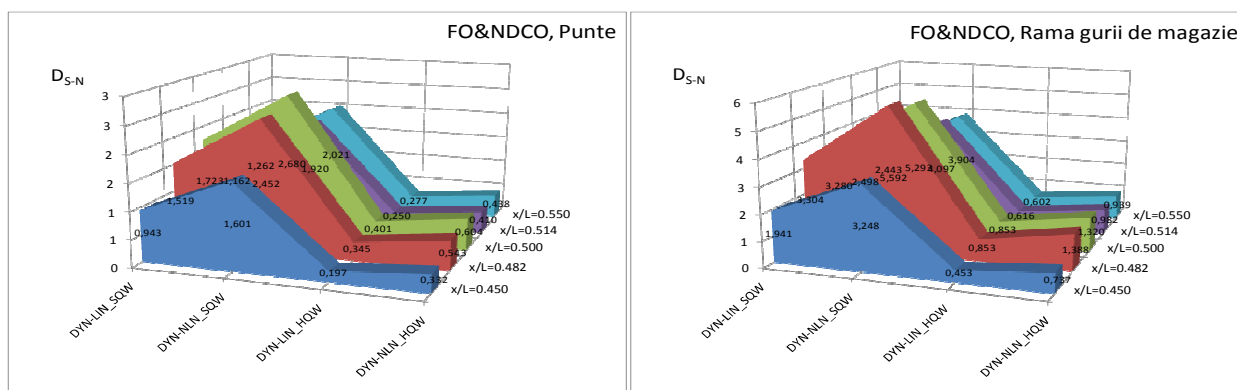 FO&NDCO, Punte
D S-N
3
3
2
2
1
1
0
0,943
1,601
0,197
0,332
1,519
2,452
0,345
0,543
1,723
2,680
0,401
0,604
1,162
1,920
0,250
0,410
1,262
2,021
0,277
0,438
x/L=0.550
x/L=0.514
x/L=0.500
x/L=0.482
x/L=0.450
DYN-LIN_SQW
DYN-NLN_SQW
DYN-LIN_HQW
DYN-NLN_HQW
FO&NDCO, Rama gurii de magazie
D S-N
6
5
4
3
2
1
0
1,941
3,248
0,453
0,737
3,304
5,592
0,853
1,388
3,280
5,293
0,853
1,320
2,498
4,097
0,616
0,982
2,443
3,904
0,602
0,939
x/L=0.550
x/L=0.514
x/L=0.500
x/L=0.482
x/L=0.450
DYN-LIN_SQW
DYN-NLN_SQW
DYN-LIN_HQW
DYN-NLN_HQW